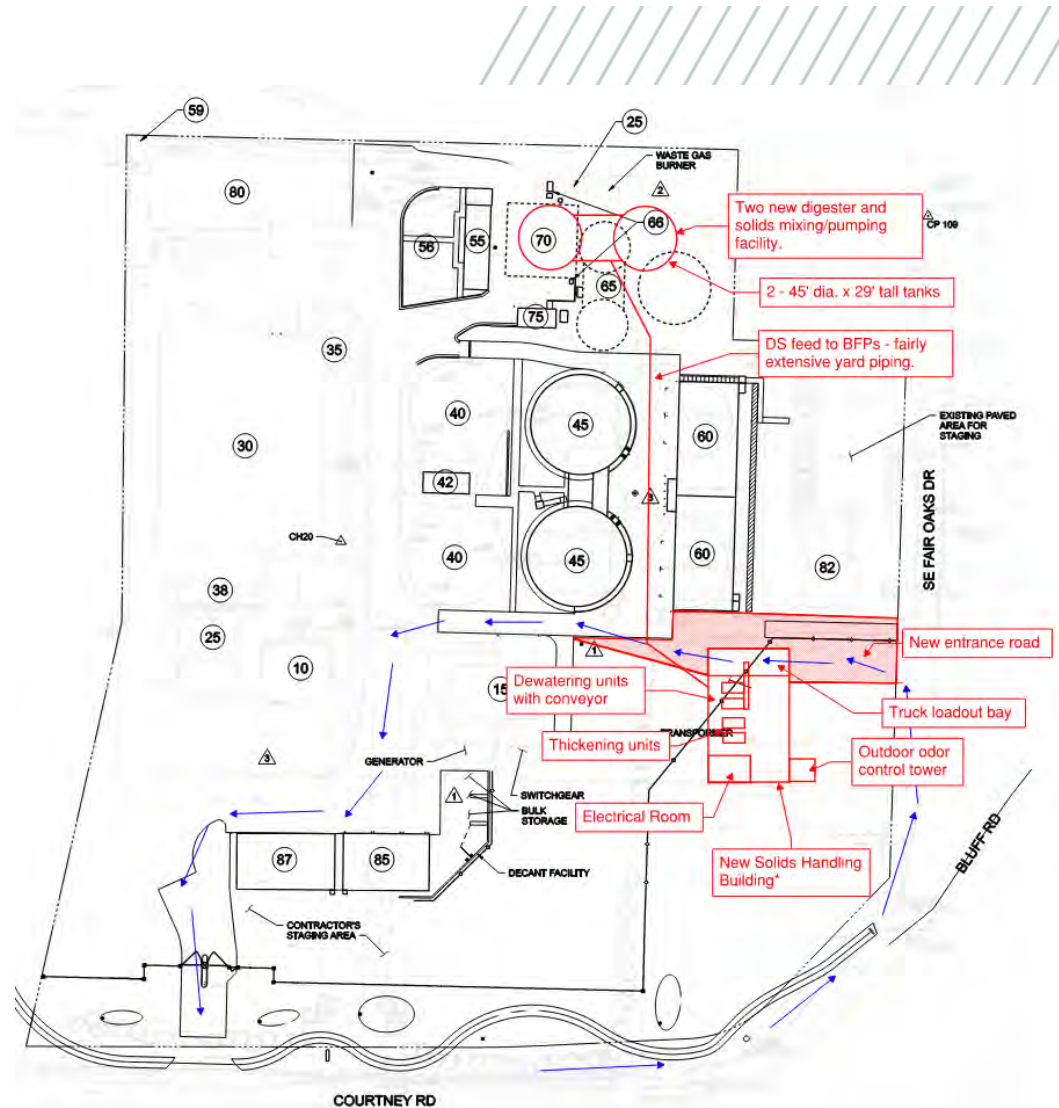 59
25
WASTE GAS
BURNER
80
2
Two new digester and
solids mixing/pumping
facility.
CP 109
66
56
55
70
65
2 - 45' dia. x 29' tall tanks
75
DS feed to BFPs - fairly
extensive yard piping.
35
40
45
60
EXISTING PAVED
AREA FOR
STAGING
30
42
3
CH20
40
45
60
82
SE FAIR OAKS DR
38
25
1
New entrance road
10
15
Dewatering units
with conveyor
Truck loadout bay
TRANSFORMER
Thickening units
3
GENERATOR
Outdoor odor
control tower
SWITCHGEAR
1
BULK
STORAGE
Electrical Room
87
85
DECANT FACILITY
New Solids Handling
Building*
BLUFF RD
CONTRACTOR'S
STAGING AREA
COURTNEY RD